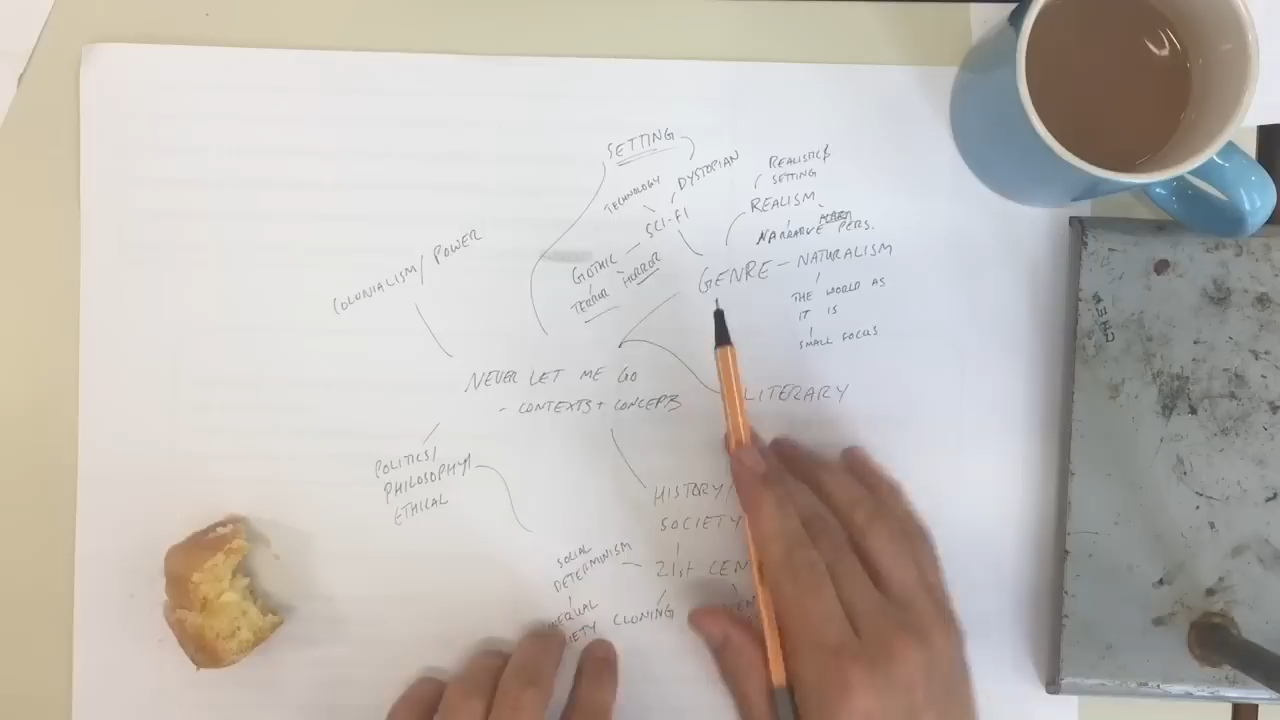 SETTING
TECHNOLOGY
DYSTOPIAN
SCI-FI
GOTHIC
TERROR
HORROR
REALISTIC
SETTING
REALISM
NARRATIVE PERS.
GENRE - NATURALISM
THE WORLD AS
IT IS
SMALL FOCUS
COLONIALISM/POWER
NEVER LET ME GO
- CONTEXTS + CONCEPTS
LITERARY
POLITICS/
PHILOSOPHY/
ETHICAL
HISTORY/
SOCIETY
21st CEN
SOCIAL
DETERMINISM
CLONING